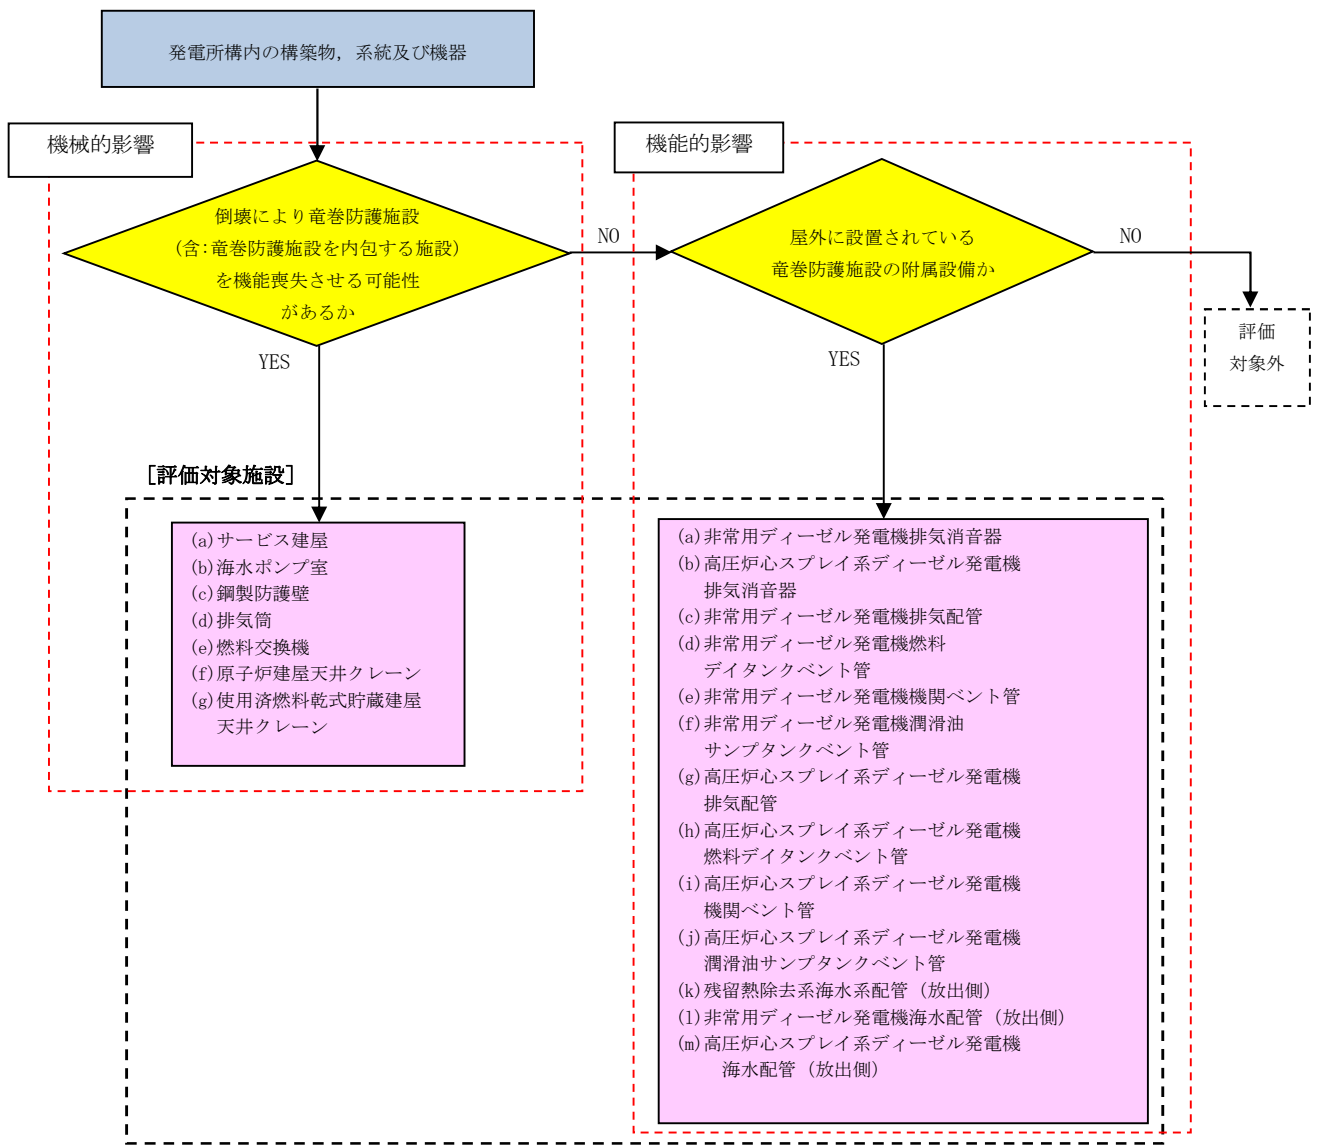 発電所構内の構築物，系統及び機器
機械的影響
倒壊により竜巻防護施設
(含:竜巻防護施設を内包する施設)
を機能喪失させる可能性
があるか
NO
YES
機能的影響
屋外に設置されている
竜巻防護施設の附属設備か
NO
YES
評価
対象外
［評価対象施設］
(a)サービス建屋
(b)海水ポンプ室
(c)鋼製防護壁
(d)排気筒
(e)燃料交換機
(f)原子炉建屋天井クレーン
(g)使用済燃料乾式貯蔵建屋
天井クレーン
(a)非常用ディーゼル発電機排気消音器
(b)高圧炉心スプレイ系ディーゼル発電機
排気消音器
(c)非常用ディーゼル発電機排気配管
(d)非常用ディーゼル発電機燃料
デイタンクベント管
(e)非常用ディーゼル発電機機関ベント管
(f)非常用ディーゼル発電機潤滑油
サンプタンクベント管
(g)高圧炉心スプレイ系ディーゼル発電機
排気配管
(h)高圧炉心スプレイ系ディーゼル発電機
燃料デイタンクベント管
(i)高圧炉心スプレイ系ディーゼル発電機
機関ベント管
(j)高圧炉心スプレイ系ディーゼル発電機
潤滑油サンプタンクベント管
(k)残留熱除去系海水系配管（放出側）
(l)非常用ディーゼル発電機海水配管（放出側）
(m)高圧炉心スプレイ系ディーゼル発電機
海水配管（放出側）